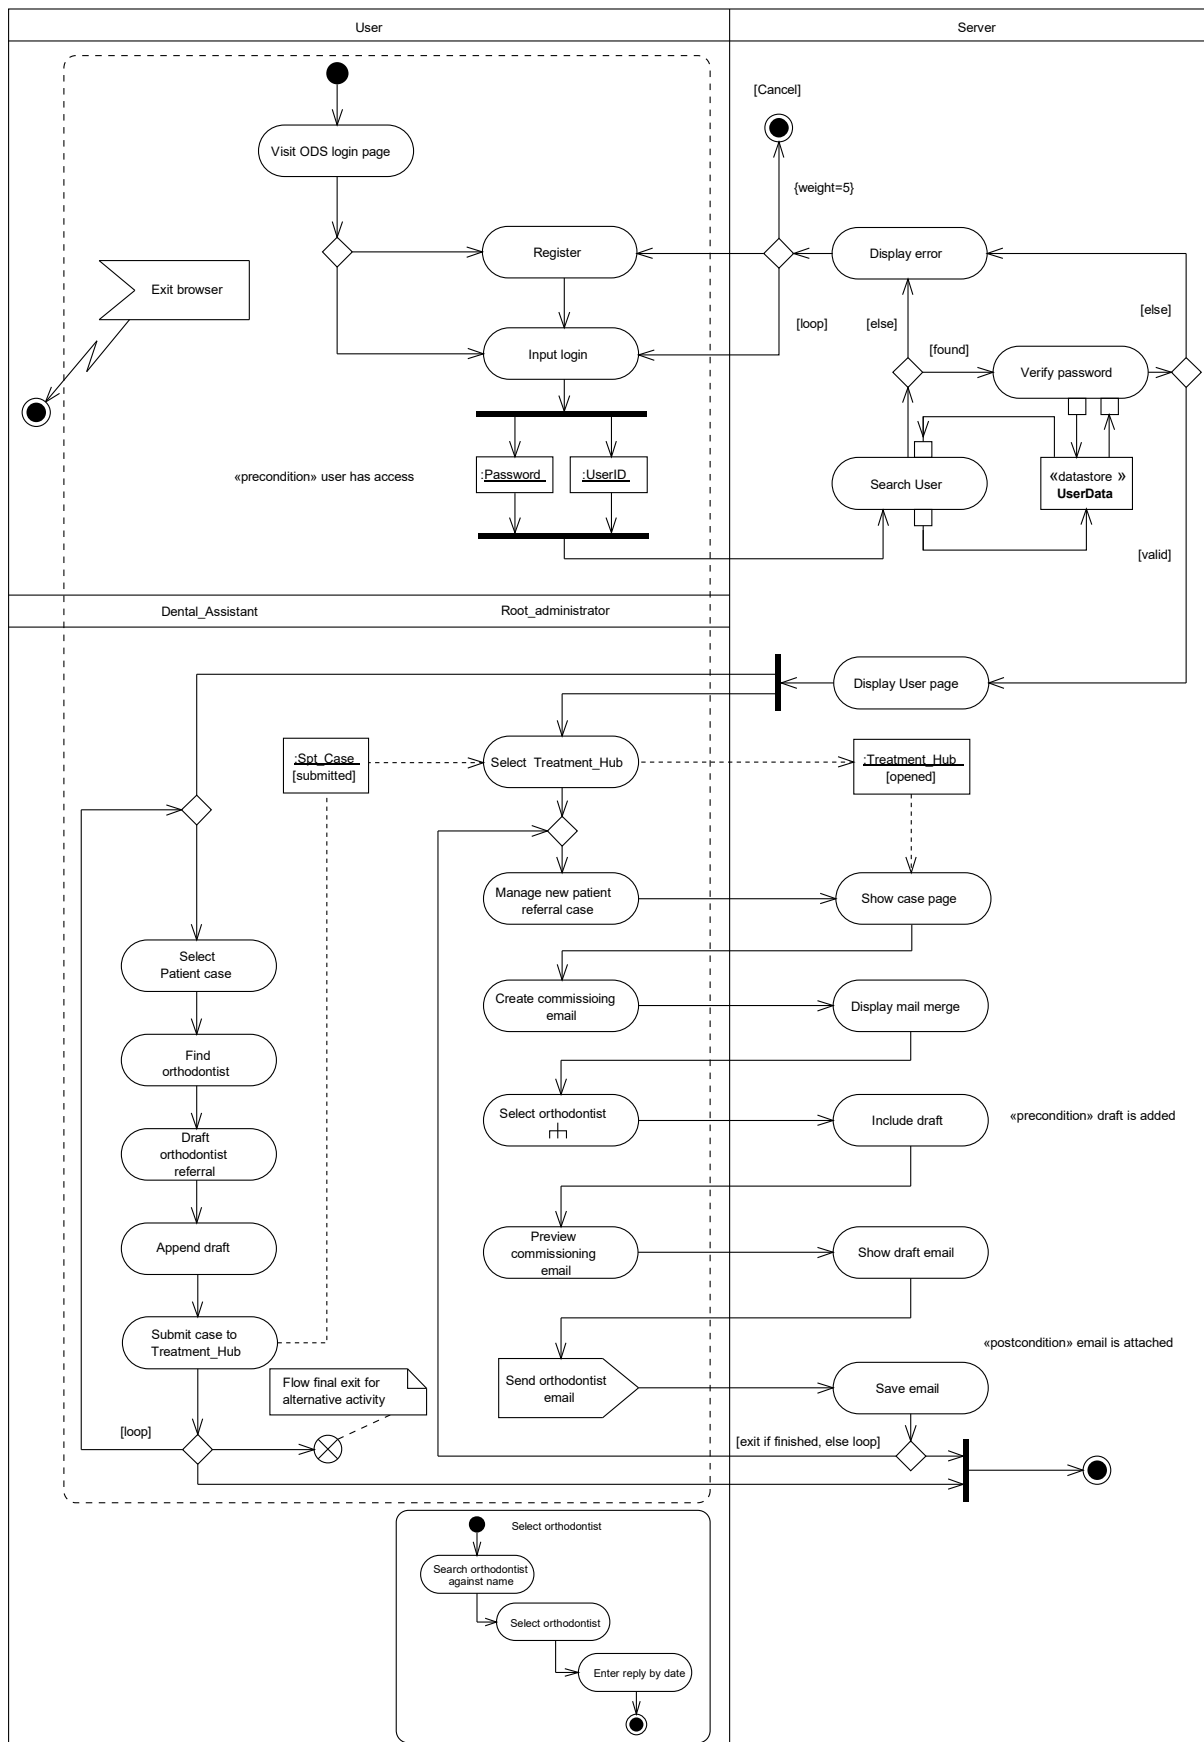 User
Server
[Cancel]
Visit ODS login page
{weight=5}
Register
Display error
Exit browser
[else]
[loop]
[else]
[found]
Input login
Verify password
«precondition» user has access
:Password
:UserID
Search User
«datastore »
UserData
[valid]
Dental_Assistant
Root_administrator
Display User page
:Spt_Case
[submitted]
Select Treatment_Hub
:Treatment_Hub
[opened]
Manage new patient
referral case
Show case page
Select
Patient case
Create commissioing
email
Display mail merge
Find
orthodontist
Select orthodontist
Include draft
«precondition» draft is added
Draft
orthodontist
referral
Append draft
Preview
commissioning
email
Show draft email
Submit case to
Treatment_Hub
«postcondition» email is attached
Flow final exit for
alternative activity
Send orthodontist
email
Save email
[loop]
[exit if finished, else loop]
Select orthodontist
Search orthodontist
against name
Select orthodontist
Enter reply by date